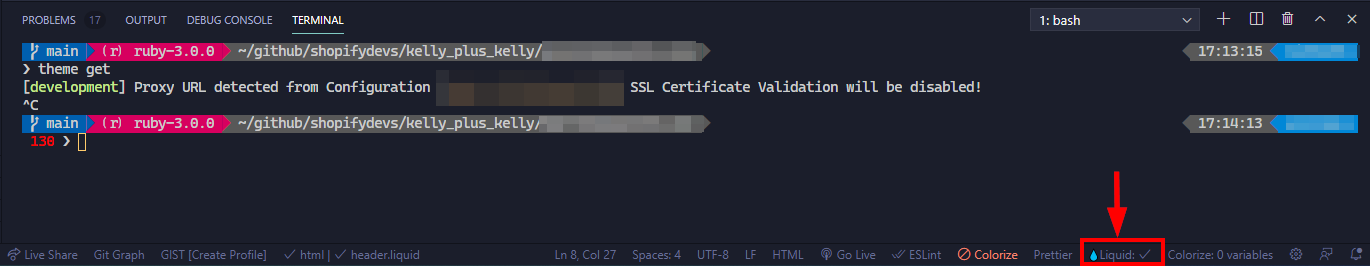 PROBLEMS 17 OUTPUT DEBUG CONSOLE TERMINAL 1: bash
main (r) ruby-3.0.0 ~/github/shopifydevs/kelly_plus_kelly/ 17:13:15
❯ theme get
[development] Proxy URL detected from Configuration SSL Certificate Validation will be disabled!
^C
main (r) ruby-3.0.0 ~/github/shopifydevs/kelly_plus_kelly/ 17:14:13
130 ❯
Live Share Git Graph GIST [Create Profile] ✓ html | ✓ header.liquid Ln 8, Col 27 Spaces: 4 UTF-8 LF HTML Go Live ESLint Colorize Prettier Liquid: ✓ Colorize: 0 variables